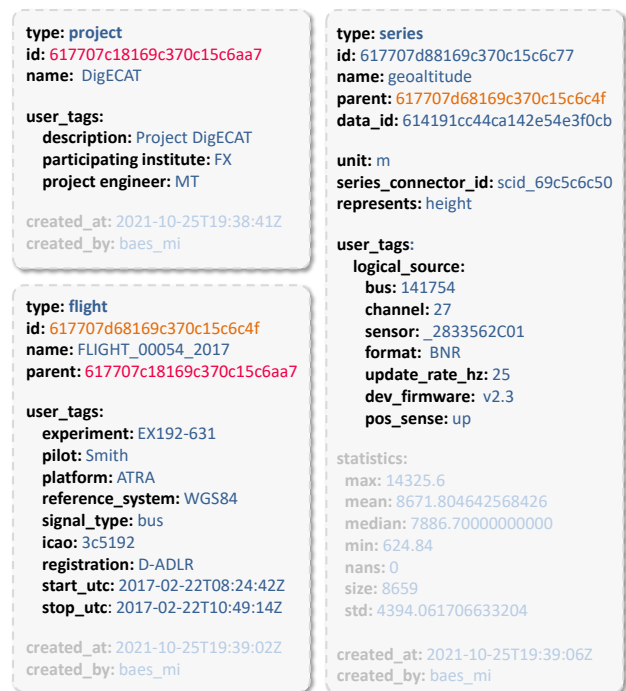 type: project
id: 617707c18169c370c15c6aa7
name: DigECAT
user_tags:
description: Project DigECAT
participating institute: FX
project engineer: MT
created_at: 2021-10-25T19:38:41Z
created_by: baes_mi
type: flight
id: 617707d68169c370c15c6c4f
name: FLIGHT_00054_2017
parent: 617707c18169c370c15c6aa7
user_tags:
experiment: EX192-631
pilot: Smith
platform: ATRA
reference_system: WGS84
signal_type: bus
icao: 3c5192
registration: D-ADLR
start_utc: 2017-02-22T08:24:42Z
stop_utc: 2017-02-22T10:49:14Z
created_at: 2021-10-25T19:39:02Z
created_by: baes_mi
type: series
id: 617707d88169c370c15c6c77
name: geoaltitude
parent: 617707d68169c370c15c6c4f
data_id: 614191cc44ca142e54e3f0cb
unit: m
series_connector_id: scid_69c5c6c50
represents: height
user_tags:
logical_source:
bus: 141754
channel: 27
sensor: _2833562C01
format: BNR
update_rate_hz: 25
dev_firmware: v2.3
pos_sense: up
statistics:
max: 14325.6
mean: 8671.804642568426
median: 7886.70000000000
min: 624.84
nans: 0
size: 8659
std: 4394.061706633204
created_at: 2021-10-25T19:39:06Z
created_by: baes_mi